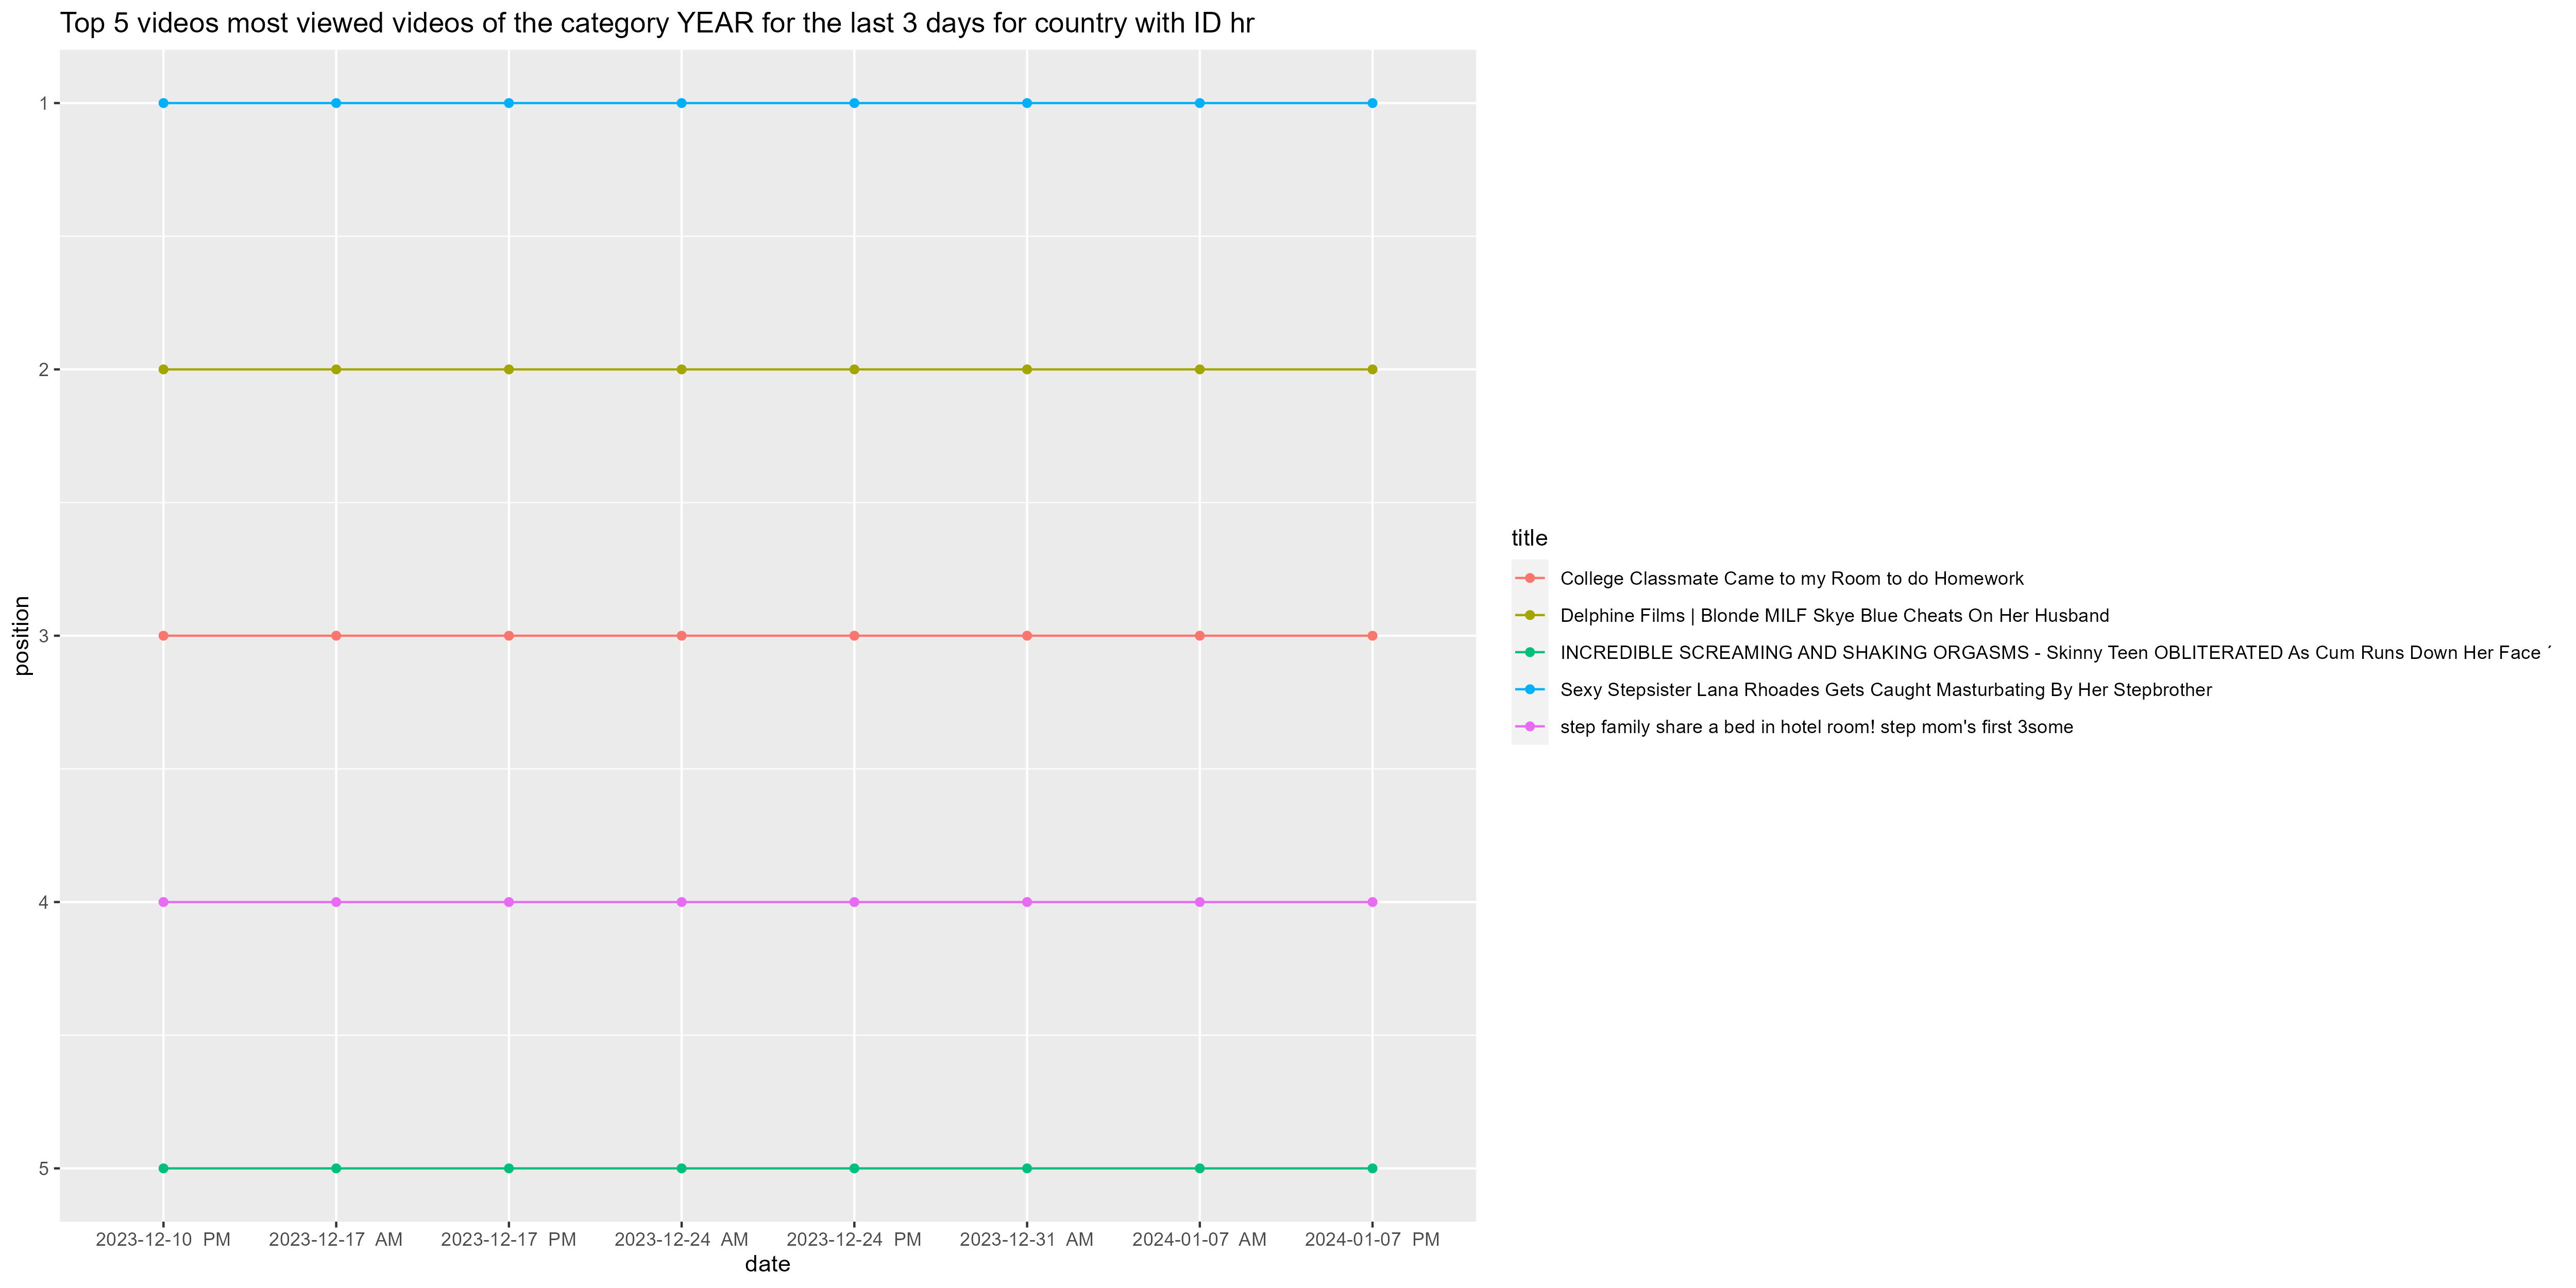 Top 5 videos most viewed videos of the category YEAR for the last 3 days for country with ID hr
position
1
2
3
4
5
2023-12-10 PM
2023-12-17 AM
2023-12-17 PM
2023-12-24 AM
2023-12-24 PM
2023-12-31 AM
2024-01-07 AM
2024-01-07 PM
date
title
College Classmate Came to my Room to do Homework
Delphine Films | Blonde MILF Skye Blue Cheats On Her Husband
INCREDIBLE SCREAMING AND SHAKING ORGASMS - Skinny Teen OBLITERATED As Cum Runs Down Her Face
Sexy Stepsister Lana Rhoades Gets Caught Masturbating By Her Stepbrother
step family share a bed in hotel room! step mom's first 3some